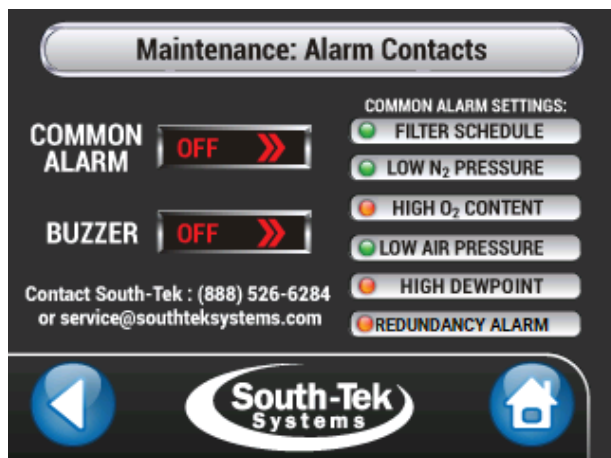 Maintenance: Alarm Contacts
COMMON
ALARM
OFF
BUZZER
OFF
Contact South-Tek : (888) 526-6284
or service@southteksystems.com
COMMON ALARM SETTINGS:
FILTER SCHEDULE
LOW N₂ PRESSURE
HIGH O₂ CONTENT
LOW AIR PRESSURE
HIGH DEWPOINT
REDUNDANCY ALARM
South-Tek
Systems